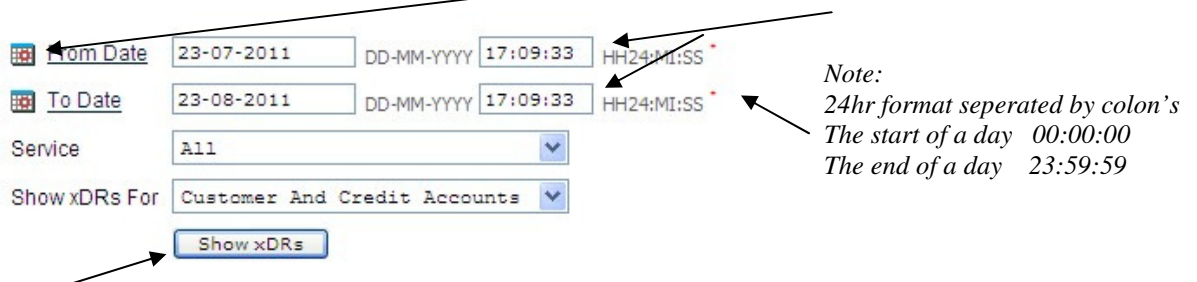 From Date 23-07-2011 DD-MM-YYYY 17:09:33 HH24:MI:SS *
To Date 23-08-2011 DD-MM-YYYY 17:09:33 HH24:MI:SS *
Service All
Show xDRs For Customer And Credit Accounts
Show xDRs
Note:
24hr format seperated by colon's
The start of a day 00:00:00
The end of a day 23:59:59